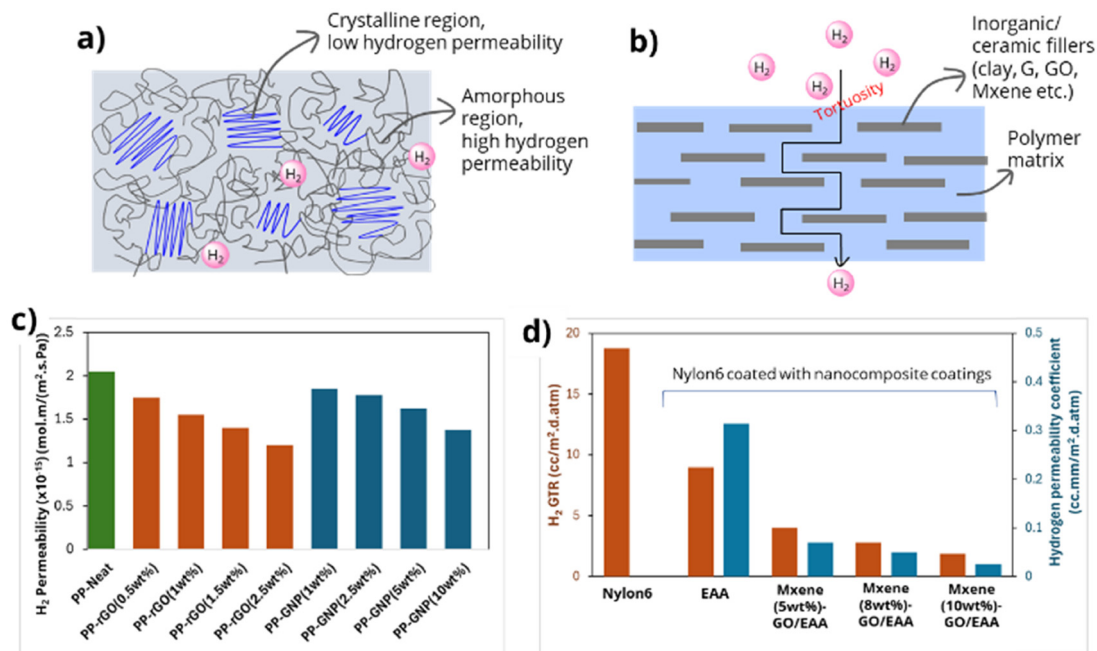 a)
Crystalline region,
low hydrogen permeability
Amorphous
region,
high hydrogen
permeability
H₂
H₂
H₂
b)
H₂
H₂
H₂
H₂
Tortuosity
Inorganic/
ceramic fillers
(clay, G, GO,
Mxene etc.)
Polymer
matrix
H₂
c)
H₂ Permeability (x10⁻¹⁵) (mol.m/(m².s.Pa))
2.5
2
1.5
1
0.5
0
PP-Neat
PP-rGO(0.5wt%)
PP-rGO(1wt%)
PP-rGO(1.5wt%)
PP-rGO(2.5wt%)
PP-GNP(1wt%)
PP-GNP(2.5wt%)
PP-GNP(5wt%)
PP-GNP(10wt%)
d)
H₂ GTR (cc/m².d.atm)
20
15
10
5
0
Nylon6 coated with nanocomposite coatings
0.5
0.4
0.3
0.2
0.1
0
Hydrogen permeability coefficient
(cc.mm/m².d.atm)
Nylon6
EAA
Mxene
(5wt%)-
GO/EAA
Mxene
(8wt%)-
GO/EAA
Mxene
(10wt%)-
GO/EAA